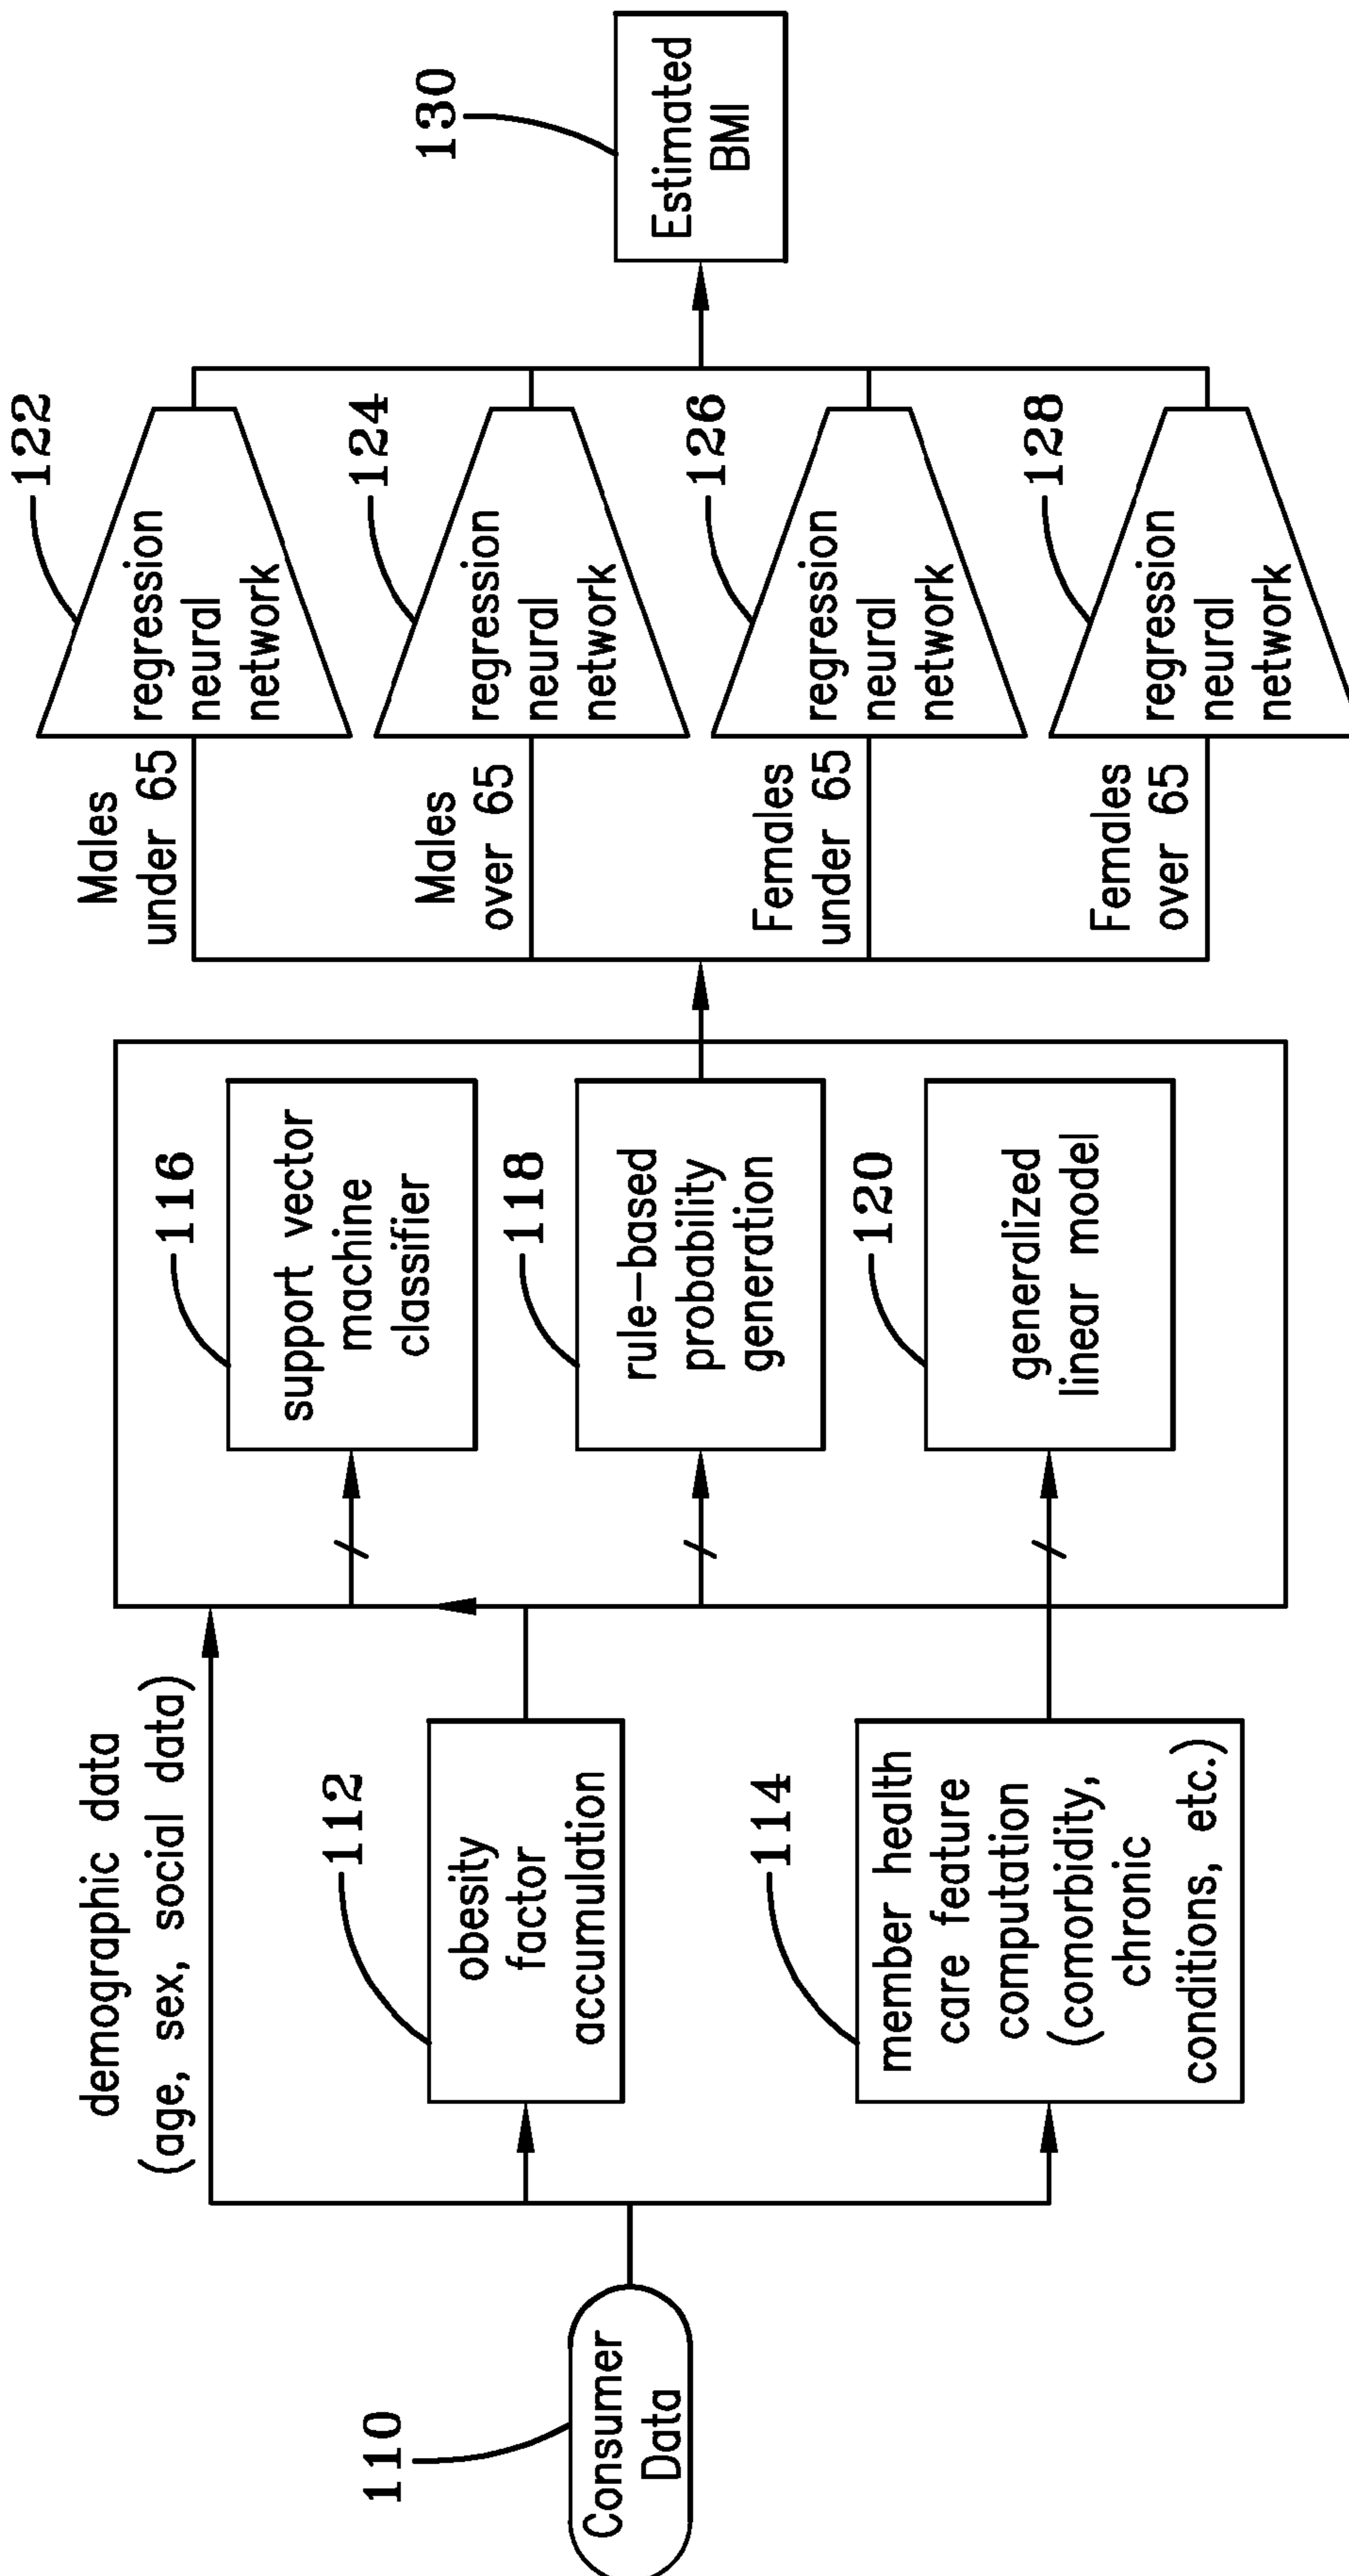 110
Consumer
Data
demographic data
(age, sex, social data)
112
obesity
factor
accumulation
114
member health
care feature
computation
(comorbidity,
chronic
conditions, etc.)
116
support vector
machine
classifier
118
rule-based
probability
generation
120
generalized
linear model
Males
under 65
122
regression
neural
network
Males
over 65
124
regression
neural
network
Females
under 65
126
regression
neural
network
Females
over 65
128
regression
neural
network
130
Estimated
BMI